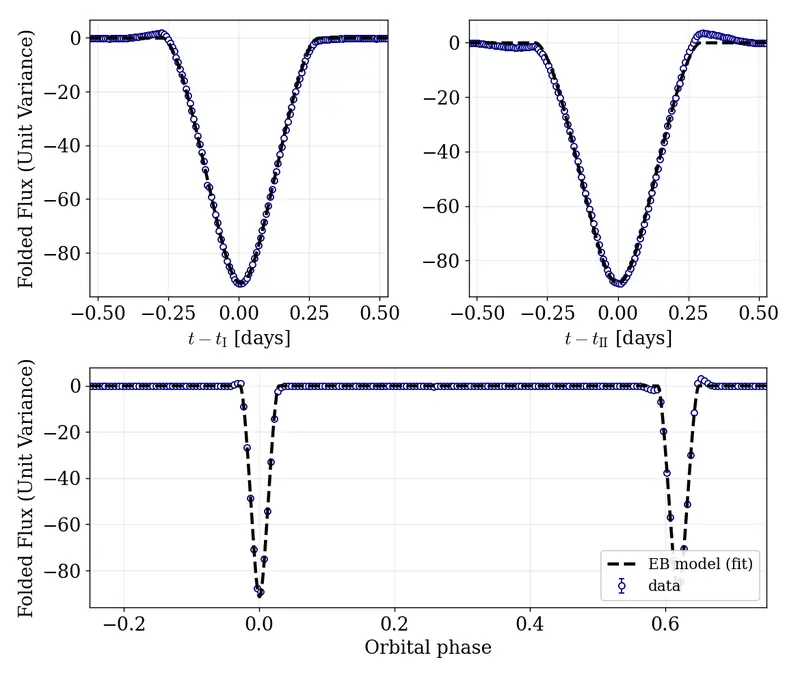 Folded Flux (Unit Variance)
0
−20
−40
−60
−80
−0.50 −0.25 0.00 0.25 0.50
t − tI [days]
0
−20
−40
−60
−80
−0.50 −0.25 0.00 0.25 0.50
t − tII [days]
Folded Flux (Unit Variance)
0
−20
−40
−60
−80
EB model (fit)
data
−0.2 0.0 0.2 0.4 0.6
Orbital phase